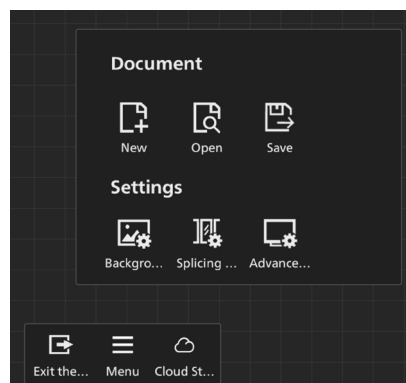 Document
New Open Save
Settings
Backgro... Splicing ... Advance...
Exit the... Menu Cloud St...